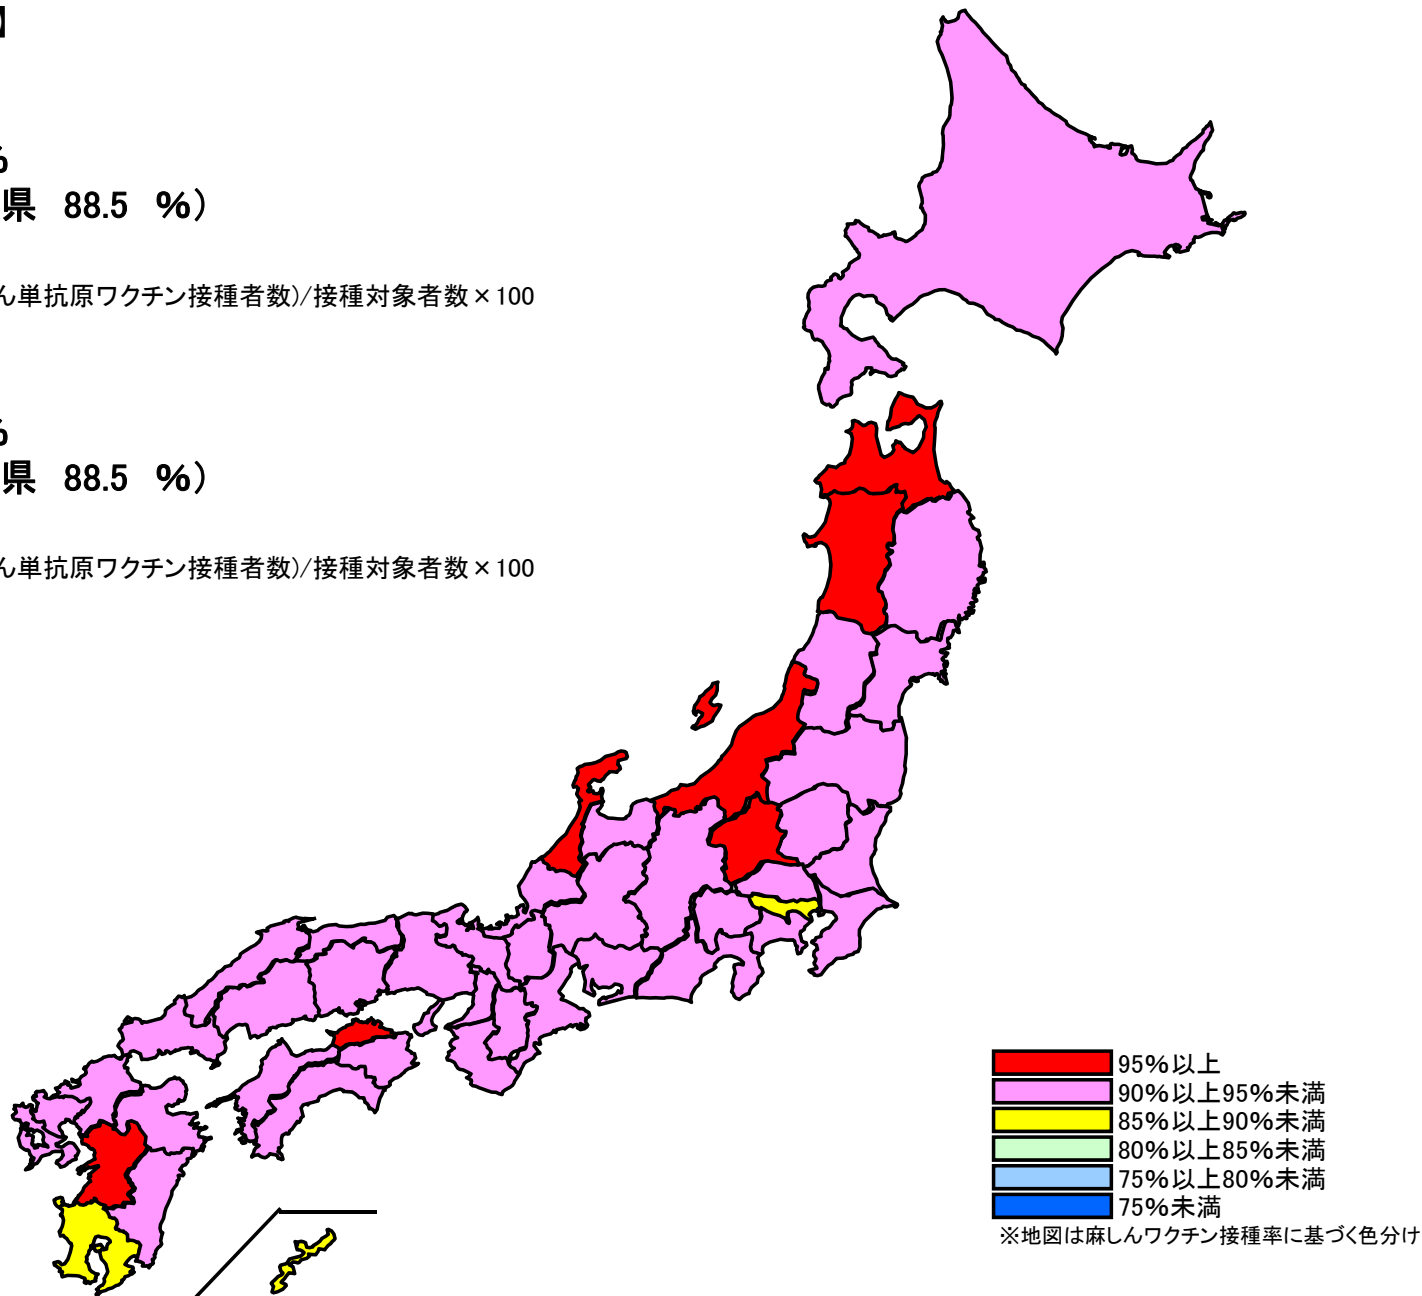 】
%
県 88.5 %）
ん単抗原ワクチン接種者数)/接種対象者数×100
%
県 88.5 %）
ん単抗原ワクチン接種者数)/接種対象者数×100
95%以上
90%以上95%未満
85%以上90%未満
80%以上85%未満
75%以上80%未満
75%未満
※地図は麻しんワクチン接種率に基づく色分け